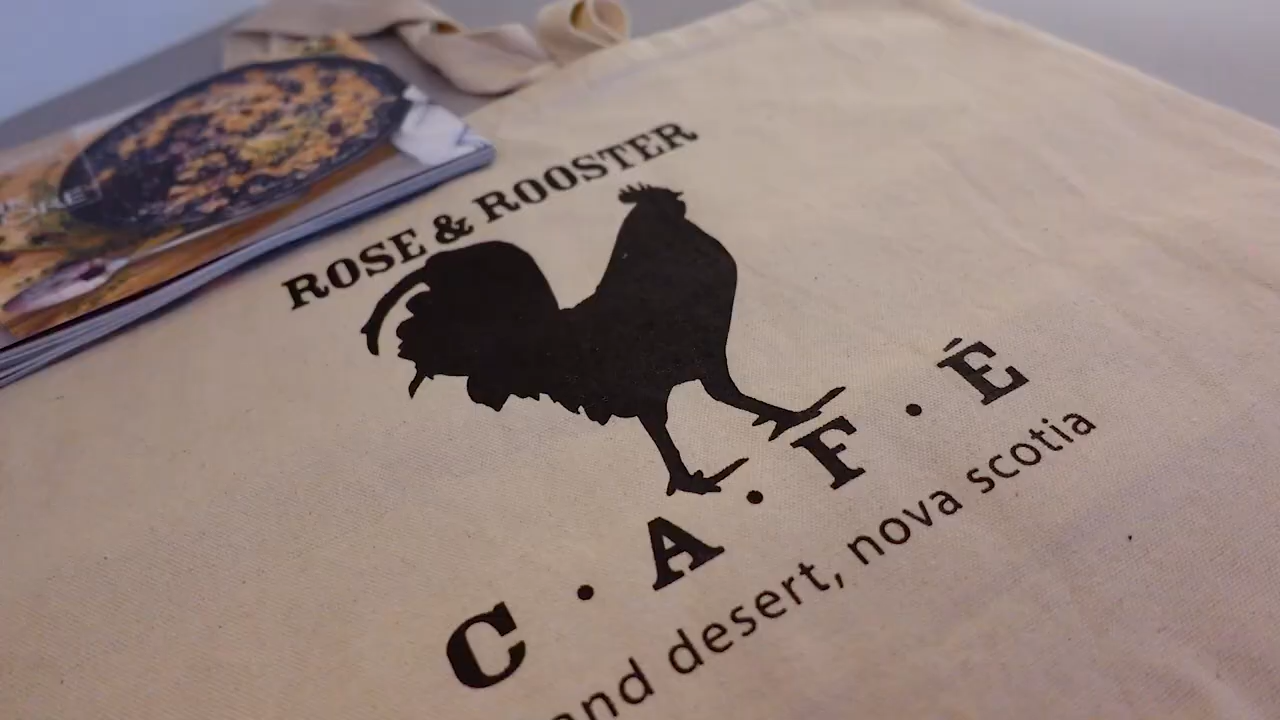 ROSE & ROOSTER
C · A · F · É
and desert, nova scotia